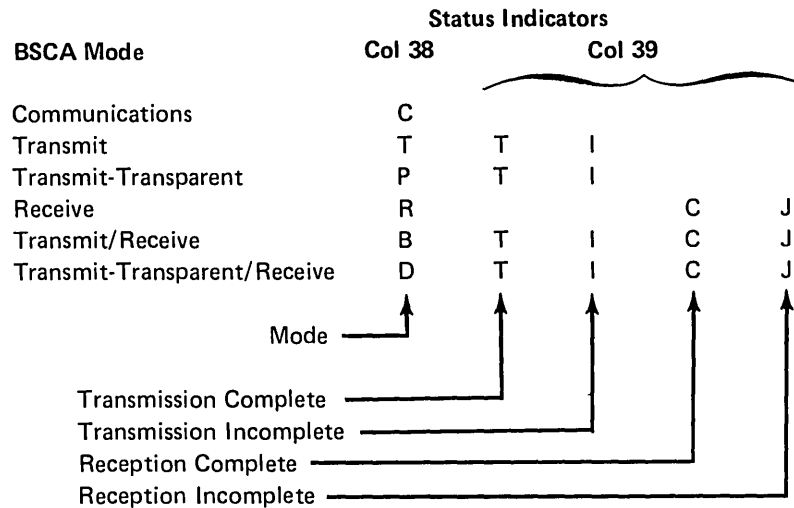 Status Indicators
BSCA Mode Col 38 Col 39
Communications C
Transmit T T I
Transmit-Transparent P T I
Receive R C J
Transmit/Receive B T I C J
Transmit-Transparent/Receive D T I C J
Mode
Transmission Complete
Transmission Incomplete
Reception Complete
Reception Incomplete